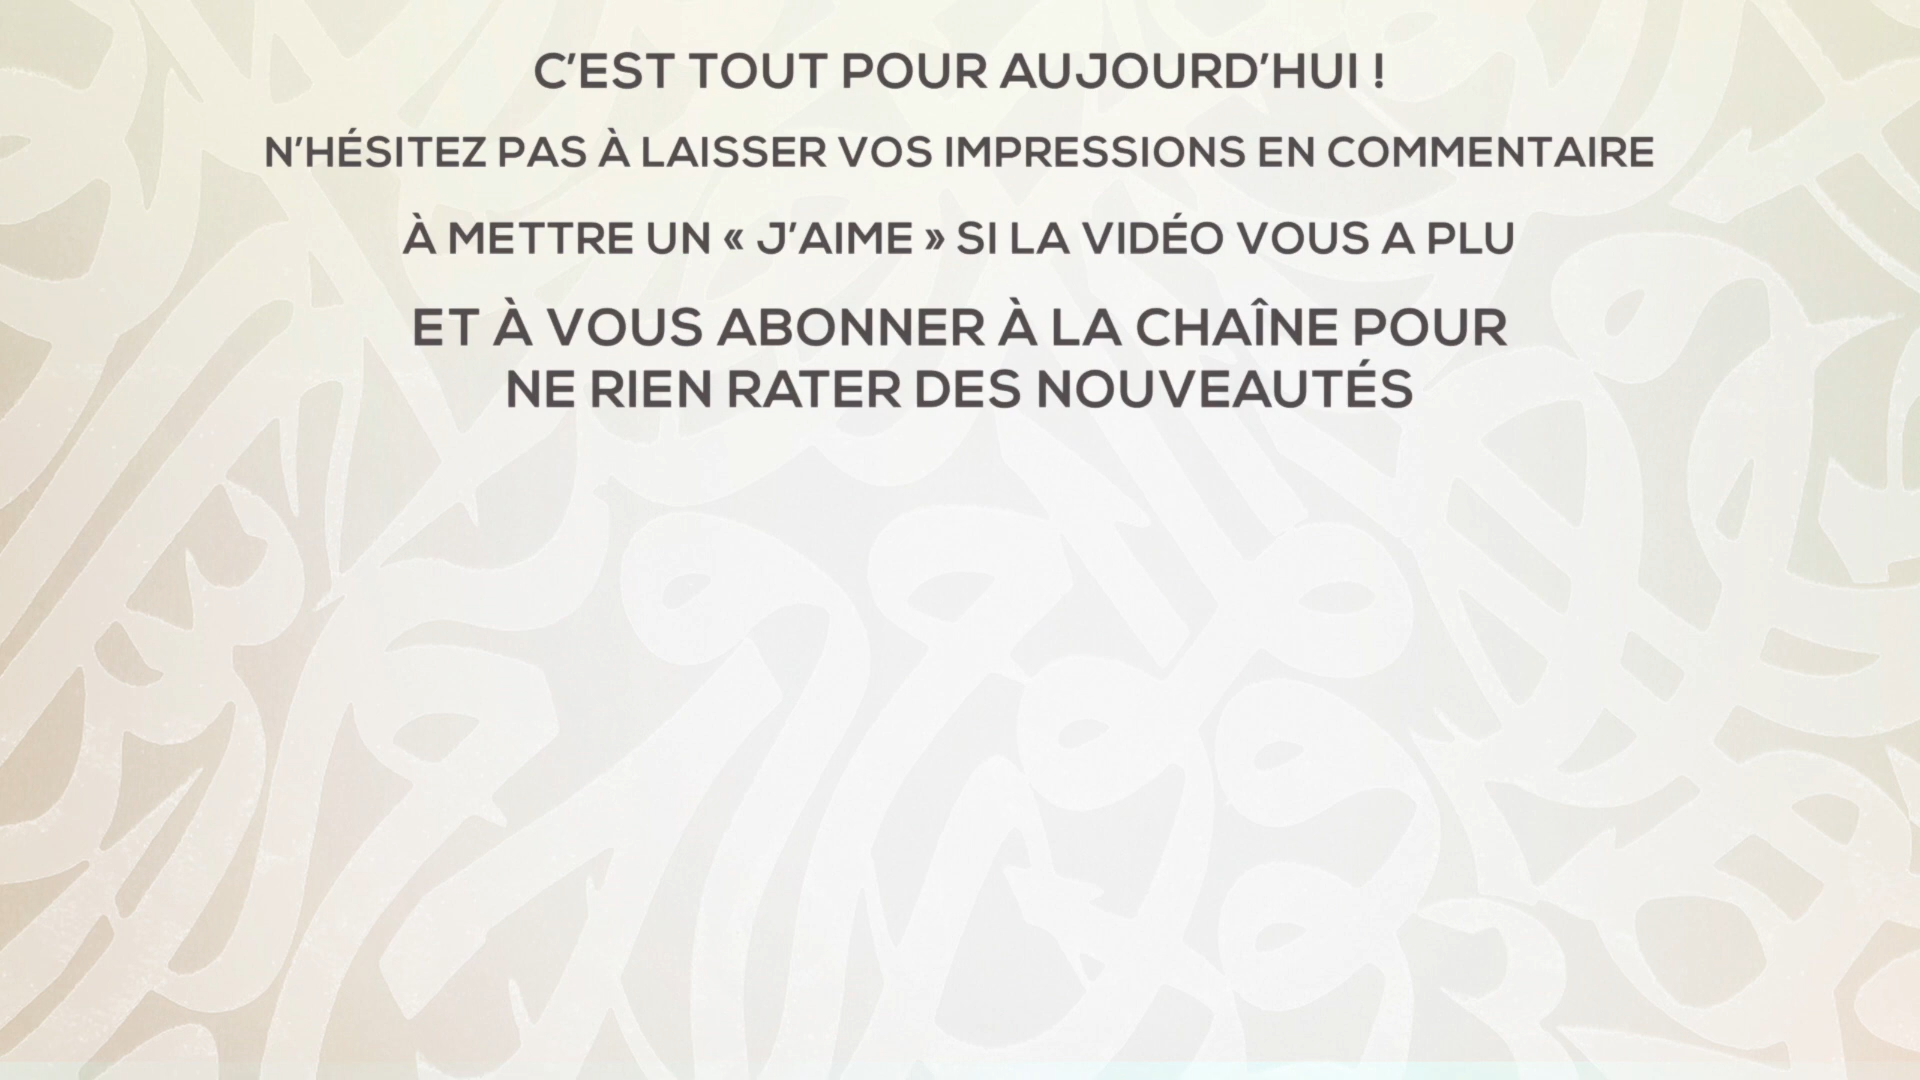 C'EST TOUT POUR AUJOURD'HUI !
N'HÉSITEZ PAS À LAISSER VOS IMPRESSIONS EN COMMENTAIRE
À METTRE UN « J'AIME » SI LA VIDÉO VOUS A PLU
ET À VOUS ABONNER À LA CHAÎNE POUR
NE RIEN RATER DES NOUVEAUTÉS